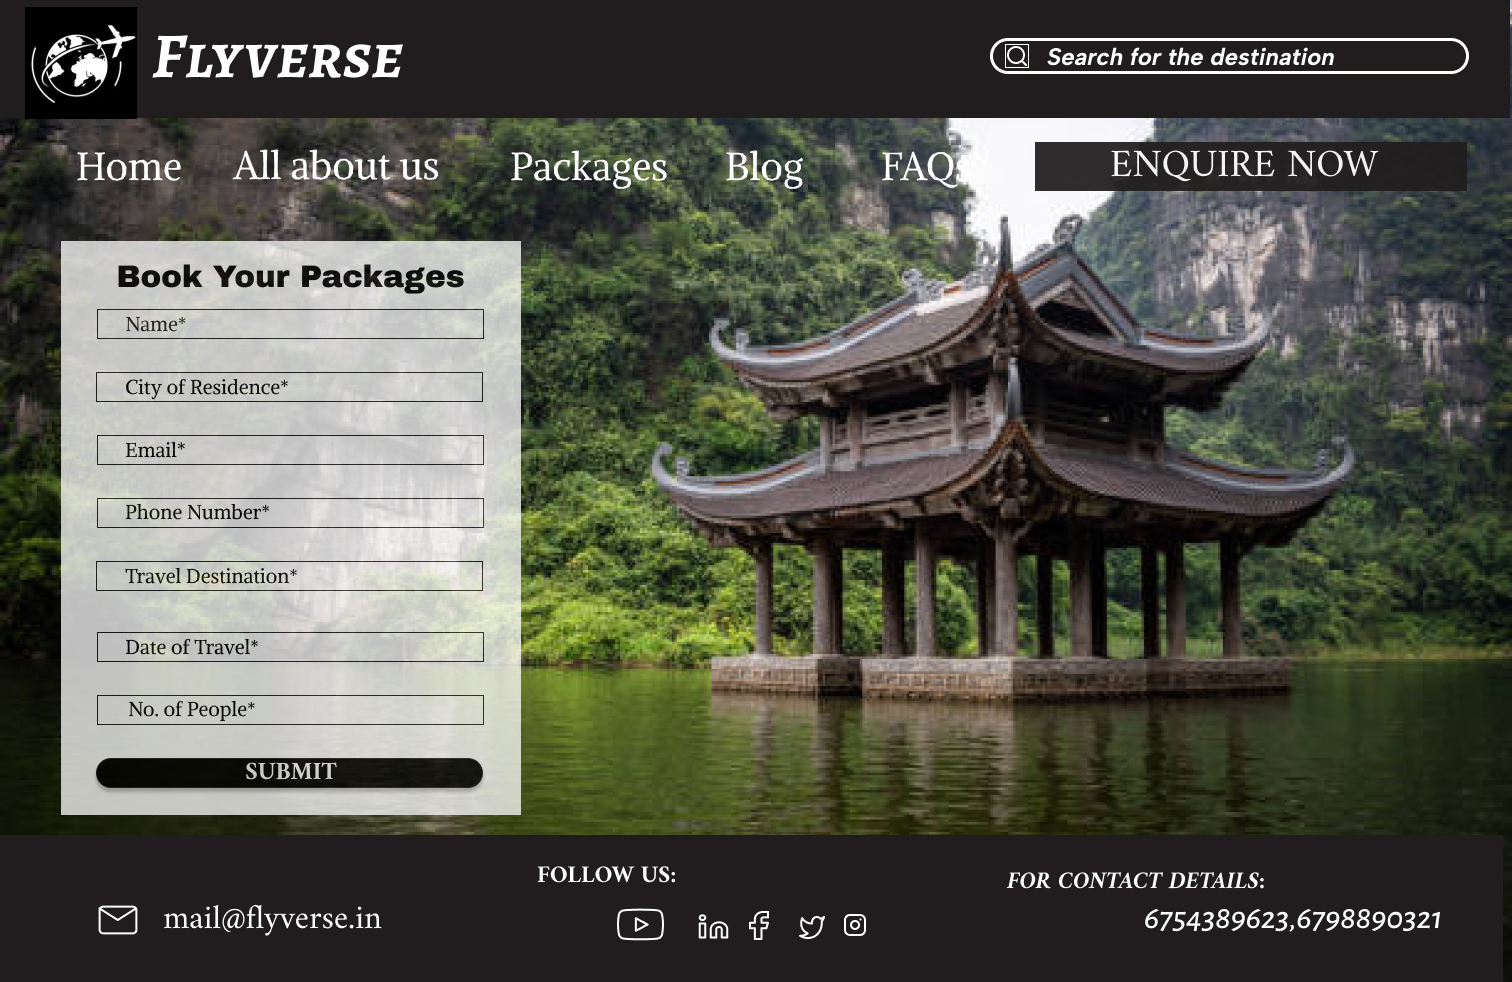 FLYVERSE
Search for the destination
Home All about us Packages Blog FAQs ENQUIRE NOW
Book Your Packages
Name*
City of Residence*
Email*
Phone Number*
Travel Destination*
Date of Travel*
No. of People*
SUBMIT
FOLLOW US:
mail@flyverse.in
FOR CONTACT DETAILS:
6754389623,6798890321